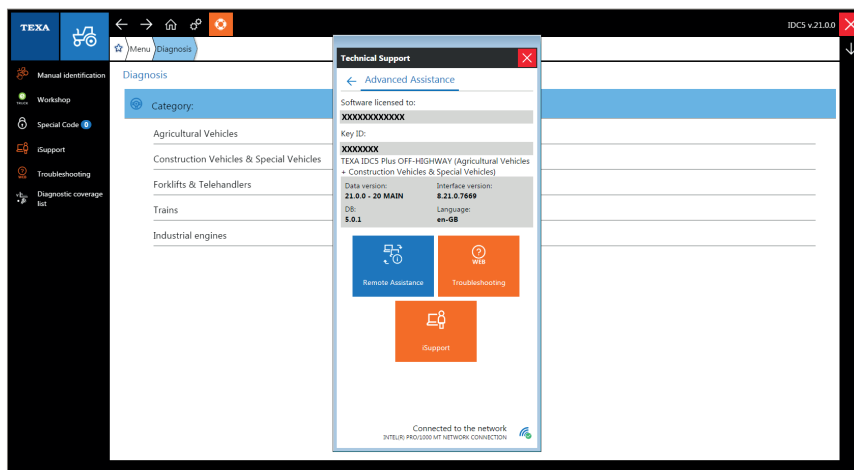 TEXA
IDC5 v.21.0.0
Menu
Diagnosis
Manual identification
TRUCK
Workshop
Special Code 0
iSupport
WEB
Troubleshooting
Diagnostic coverage
list
Diagnosis
Category:
Agricultural Vehicles
Construction Vehicles & Special Vehicles
Forklifts & Telehandlers
Trains
Industrial engines
Technical Support
Advanced Assistance
Software licensed to:
XXXXXXXXXXXX
Key ID:
XXXXXXX
TEXA IDC5 Plus OFF-HIGHWAY (Agricultural Vehicles
+ Construction Vehicles & Special Vehicles)
Data version: Interface version:
21.0.0 - 20 MAIN 8.21.0.7669
DB: Language:
5.0.1 en-GB
WEB
Remote Assistance Troubleshooting
iSupport
Connected to the network
INTEL(R) PRO/1000 MT NETWORK CONNECTION